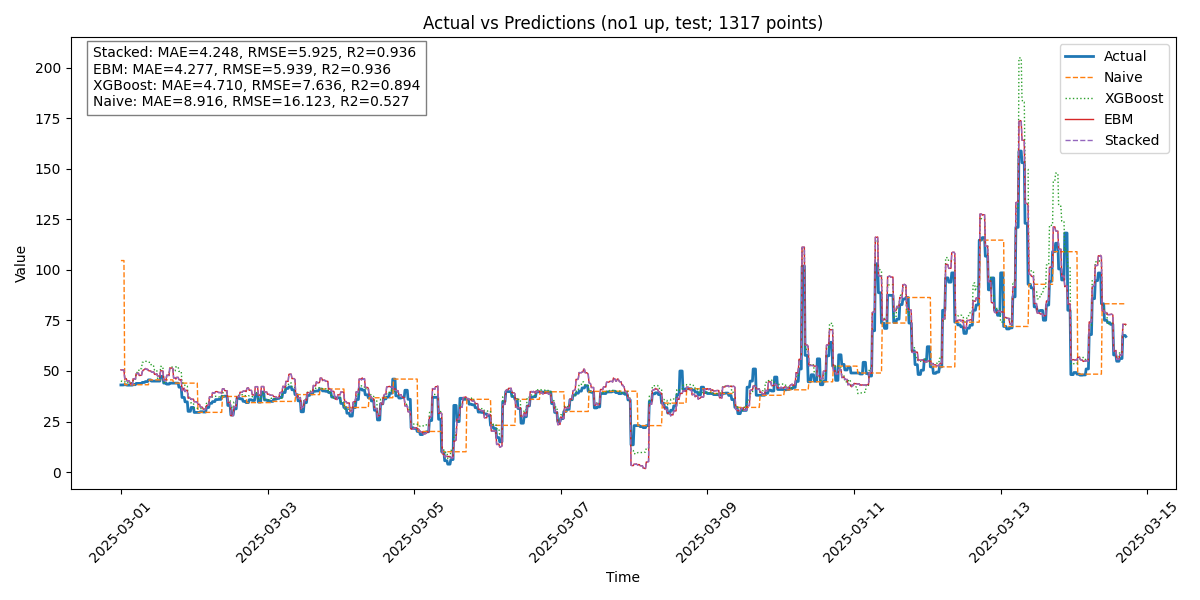 Actual vs Predictions (no1 up, test; 1317 points)
Stacked: MAE=4.248, RMSE=5.925, R2=0.936
EBM: MAE=4.277, RMSE=5.939, R2=0.936
XGBoost: MAE=4.710, RMSE=7.636, R2=0.894
Naive: MAE=8.916, RMSE=16.123, R2=0.527
Actual
Naive
XGBoost
EBM
Stacked
Value
200
175
150
125
100
75
50
25
0
2025-03-01
2025-03-03
2025-03-05
2025-03-07
2025-03-09
2025-03-11
2025-03-13
2025-03-15
Time